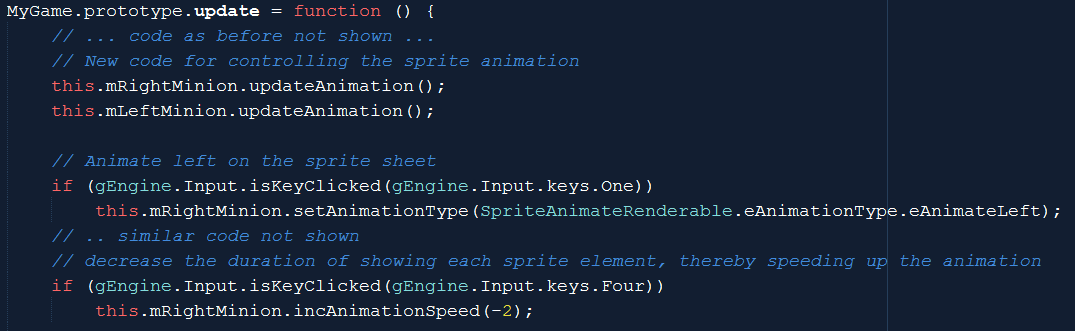 MyGame.prototype.update = function () {
// ... code as before not shown ...
// New code for controlling the sprite animation
this.mRightMinion.updateAnimation();
this.mLeftMinion.updateAnimation();
// Animate left on the sprite sheet
if (gEngine.Input.isKeyClicked(gEngine.Input.keys.One))
this.mRightMinion.setAnimationType(SpriteAnimateRenderable.eAnimationType.eAnimateLeft);
// .. similar code not shown
// decrease the duration of showing each sprite element, thereby speeding up the animation
if (gEngine.Input.isKeyClicked(gEngine.Input.keys.Four))
this.mRightMinion.incAnimationSpeed(-2);